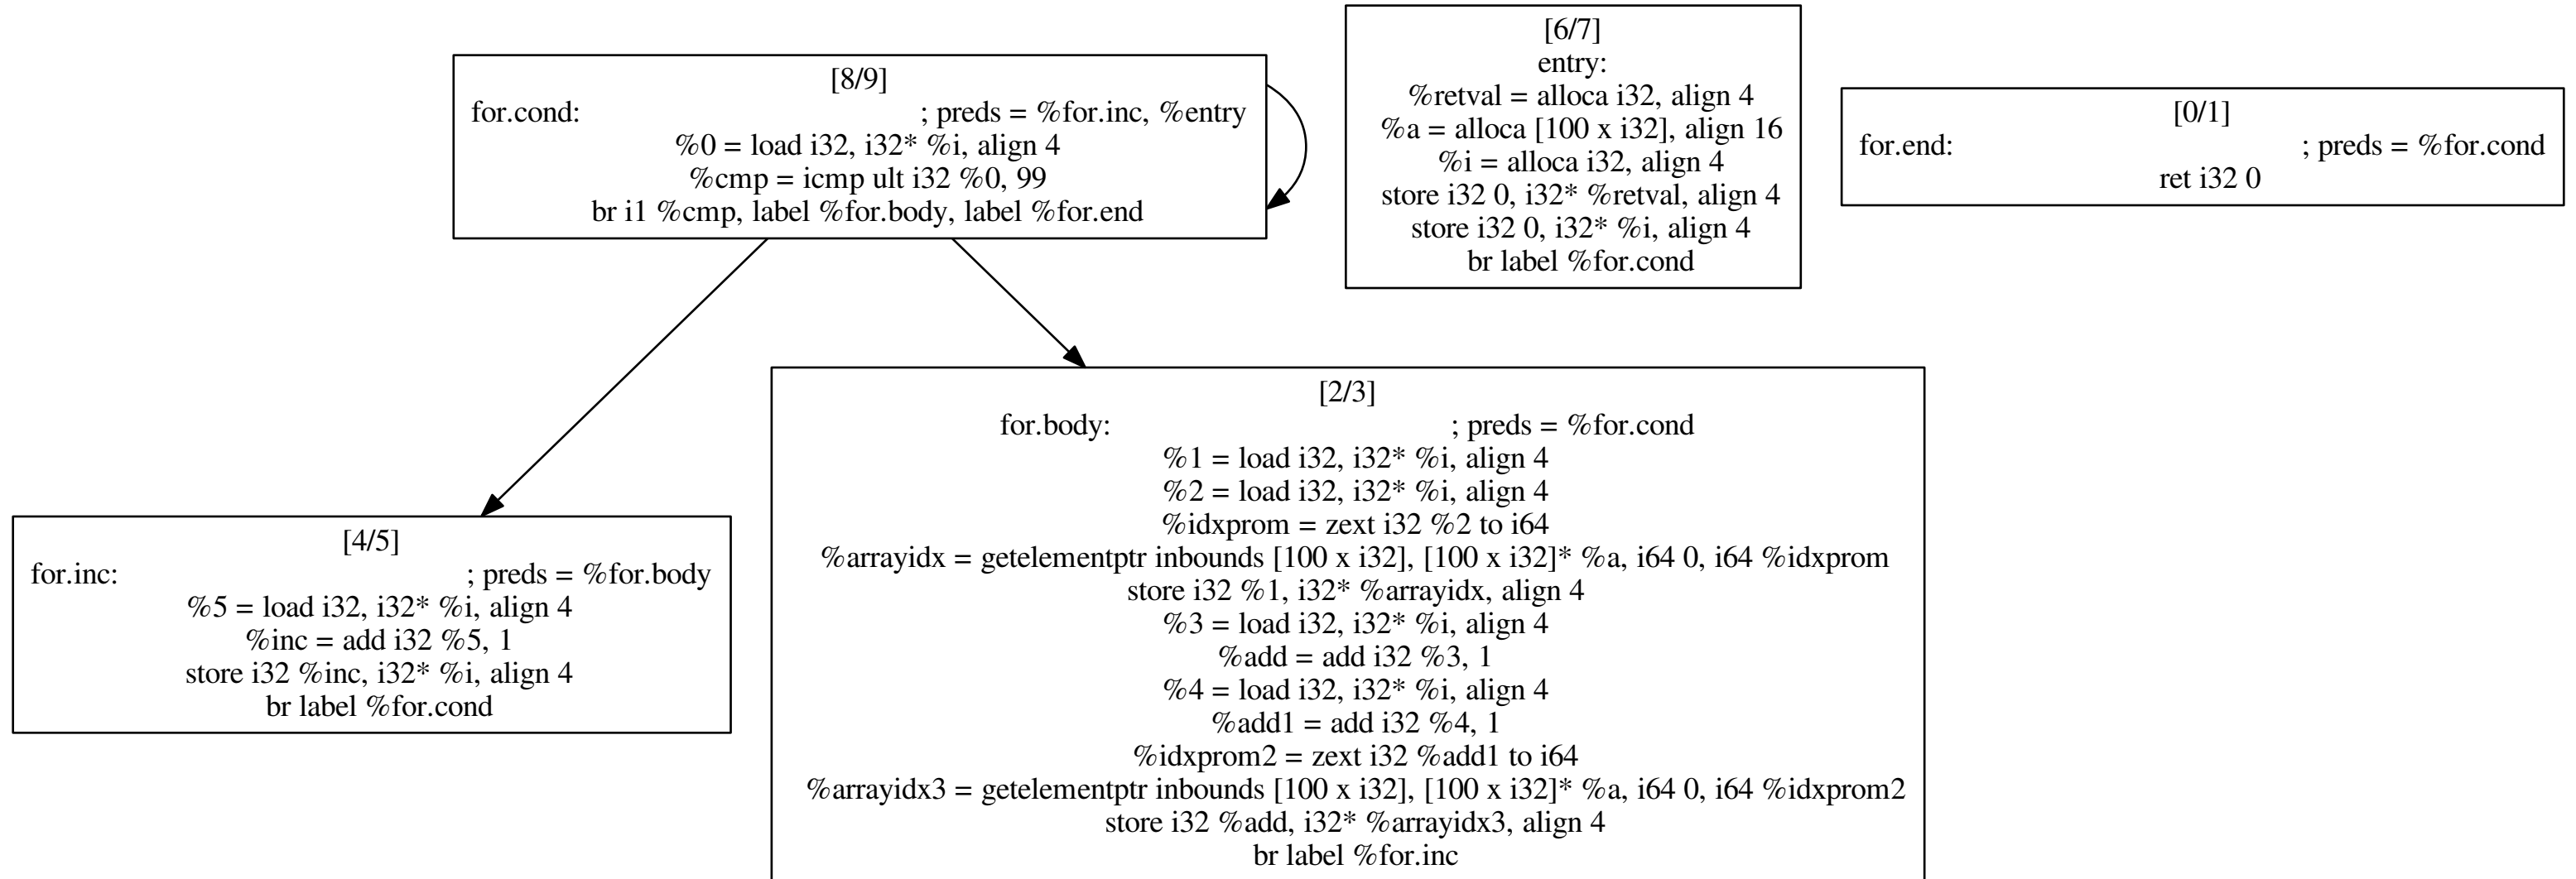 [8/9]
for.cond: ; preds = %for.inc, %entry
%0 = load i32, i32* %i, align 4
%cmp = icmp ult i32 %0, 99
br i1 %cmp, label %for.body, label %for.end
[6/7]
entry:
%retval = alloca i32, align 4
%a = alloca [100 x i32], align 16
%i = alloca i32, align 4
store i32 0, i32* %retval, align 4
store i32 0, i32* %i, align 4
br label %for.cond
[0/1]
for.end: ; preds = %for.cond
ret i32 0
[4/5]
for.inc: ; preds = %for.body
%5 = load i32, i32* %i, align 4
%inc = add i32 %5, 1
store i32 %inc, i32* %i, align 4
br label %for.cond
[2/3]
for.body: ; preds = %for.cond
%1 = load i32, i32* %i, align 4
%2 = load i32, i32* %i, align 4
%idxprom = zext i32 %2 to i64
%arrayidx = getelementptr inbounds [100 x i32], [100 x i32]* %a, i64 0, i64 %idxprom
store i32 %1, i32* %arrayidx, align 4
%3 = load i32, i32* %i, align 4
%add = add i32 %3, 1
%4 = load i32, i32* %i, align 4
%add1 = add i32 %4, 1
%idxprom2 = zext i32 %add1 to i64
%arrayidx3 = getelementptr inbounds [100 x i32], [100 x i32]* %a, i64 0, i64 %idxprom2
store i32 %add, i32* %arrayidx3, align 4
br label %for.inc